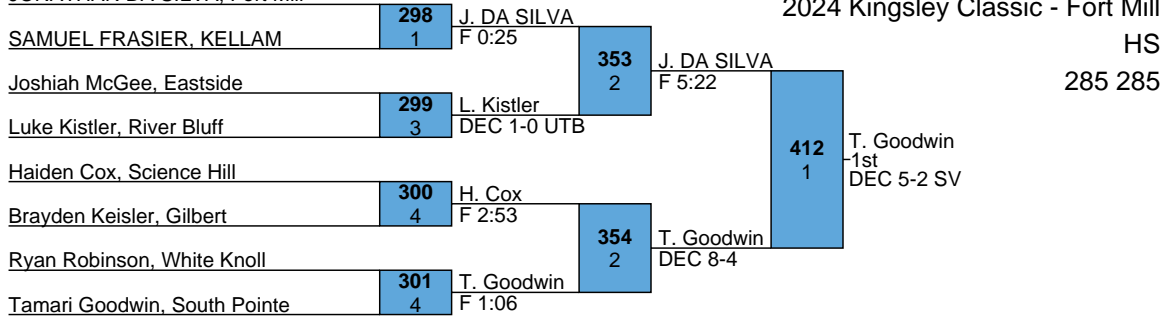 2024 Kingsley Classic - Fort Mill
HS
285 285
SAMUEL FRASIER, KELLAM
298
1
J. DA SILVA
F 0:25
Joshiah McGee, Eastside
Luke Kistler, River Bluff
299
3
L. Kistler
DEC 1-0 UTB
353
2
J. DA SILVA
F 5:22
Haiden Cox, Science Hill
Brayden Keisler, Gilbert
300
4
H. Cox
F 2:53
Ryan Robinson, White Knoll
Tamari Goodwin, South Pointe
301
4
T. Goodwin
F 1:06
354
2
T. Goodwin
DEC 8-4
412
1
T. Goodwin
1st
DEC 5-2 SV